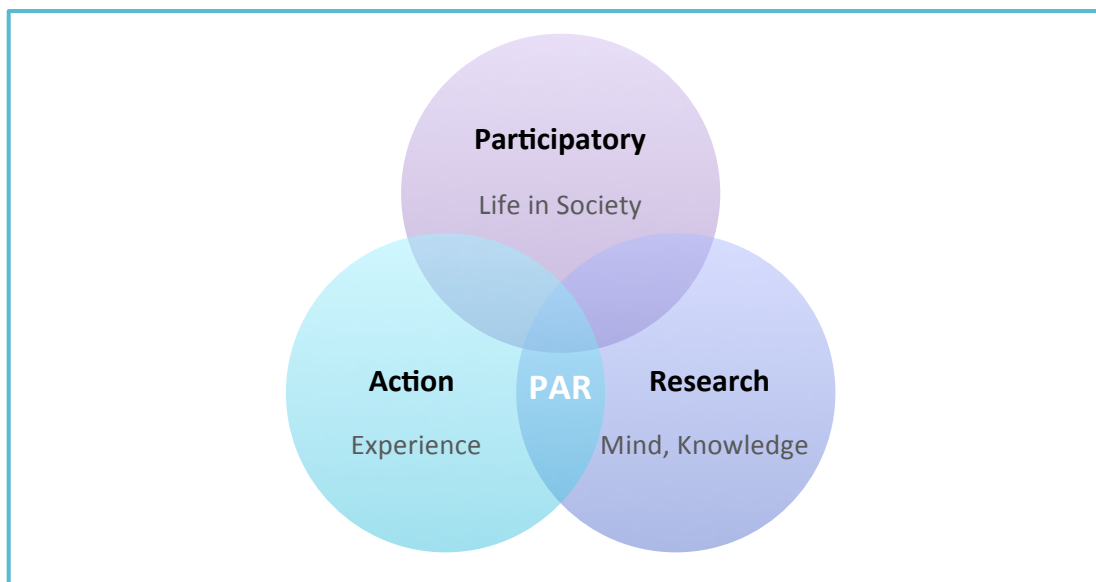 Participatory
Life in Society
Action
Experience
PAR
Research
Mind, Knowledge